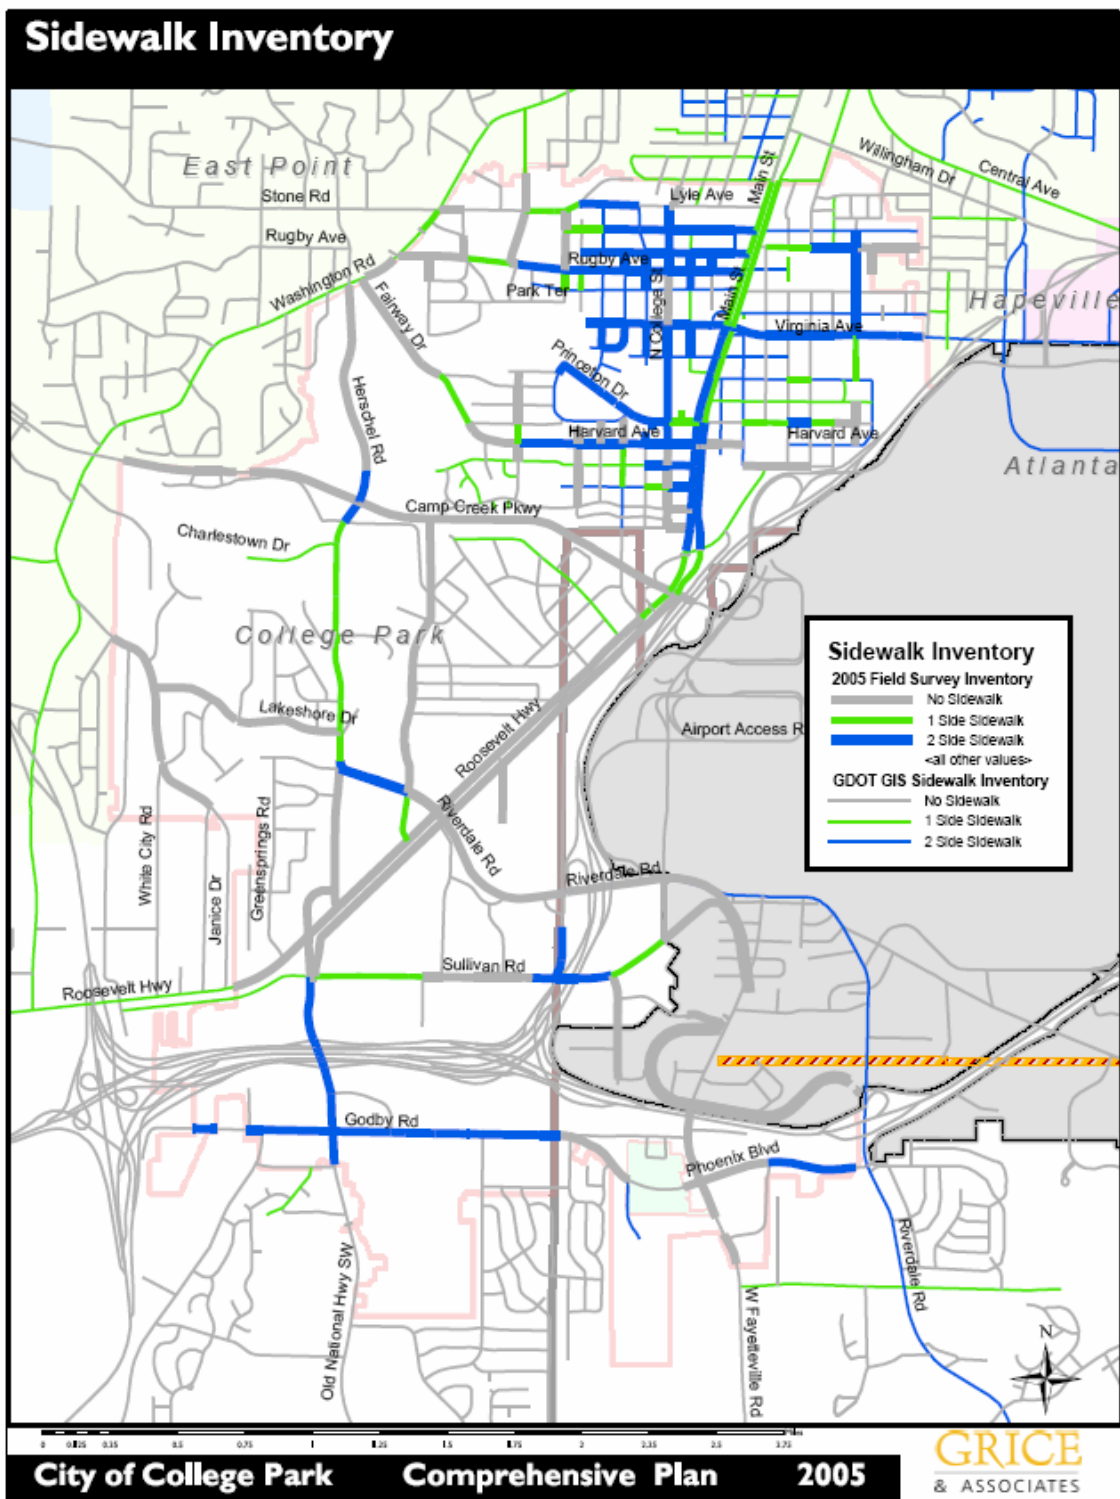 Sidewalk Inventory
East Point
Stone Rd
Lyle Ave
Main St
Willingham Dr
Central Ave
Rugby Ave
Washington Rd
Rugby Ave
Park Ter
Fairway Dr
N College St
Main St
Virginia Ave
Hapeville
Princeton Dr
Herschel Rd
Harvard Ave
Harvard Ave
Atlanta
Camp Creek Pkwy
Charlestown Dr
College Park
Lakeshore Dr
Roosevelt Hwy
Airport Access R
Sidewalk Inventory
2005 Field Survey Inventory
No Sidewalk
1 Side Sidewalk
2 Side Sidewalk
<all other values>
GDOT GIS Sidewalk Inventory
No Sidewalk
1 Side Sidewalk
2 Side Sidewalk
White City Rd
Janice Dr
Greensprings Rd
Riverdale Rd
Riverdale Rd
Sullivan Rd
Roosevelt Hwy
Godby Rd
Phoenix Blvd
Old National Hwy SW
W Fayetteville Rd
Riverdale Rd
N
City of College Park Comprehensive Plan 2005
GRICE
& ASSOCIATES